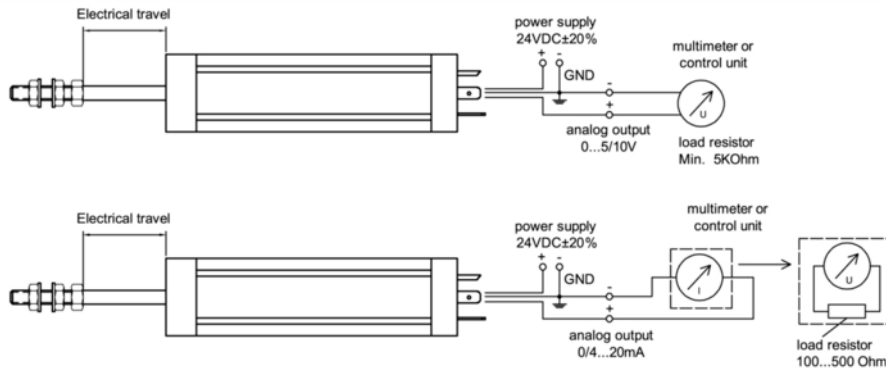 Electrical travel
power supply
24VDC±20%
+ -
GND
-
+
analog output
0...5/10V
multimeter or
control unit
U
load resistor
Min. 5KOhm
Electrical travel
power supply
24VDC±20%
+ -
GND
-
+
analog output
0/4...20mA
multimeter or
control unit
I
U
load resistor
100...500 Ohm